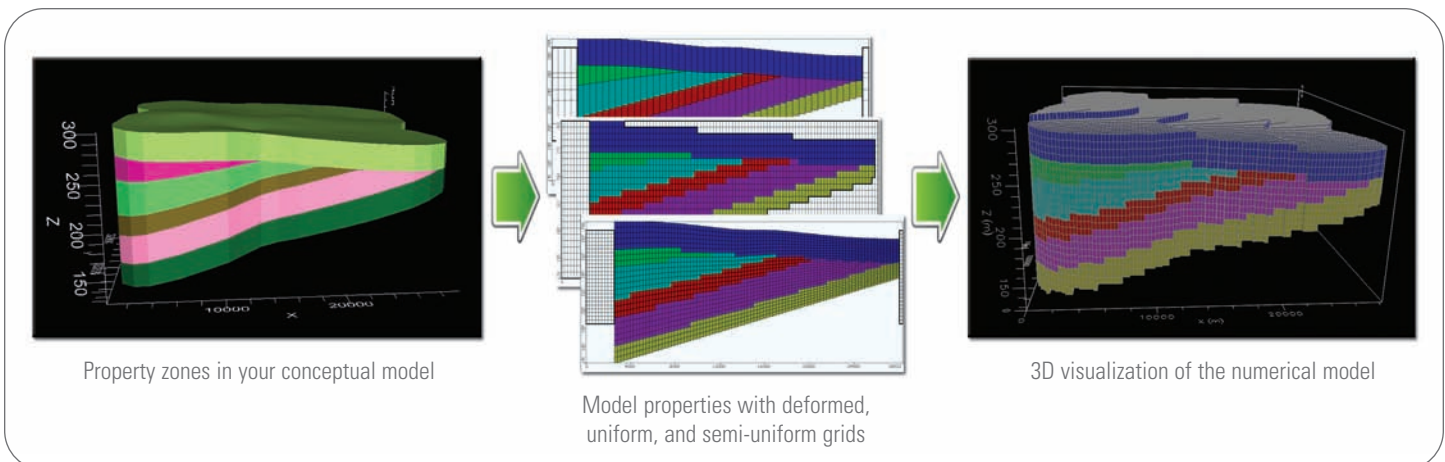 300
250
200
150
Z
10000
20000
X
Property zones in your conceptual model
Model properties with deformed,
uniform, and semi-uniform grids
300
250
200
150
Z (m)
0
10000
20000
X (m)
3D visualization of the numerical model